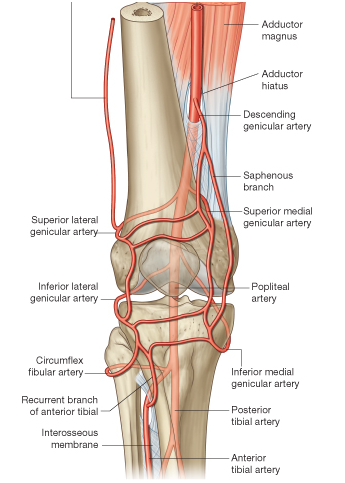 Adductor
magnus
Adductor
hiatus
Descending
genicular artery
Saphenous
branch
Superior lateral
genicular artery
Superior medial
genicular artery
Inferior lateral
genicular artery
Popliteal
artery
Circumflex
fibular artery
Inferior medial
genicular artery
Recurrent branch
of anterior tibial
Posterior
tibial artery
Interosseous
membrane
Anterior
tibial artery